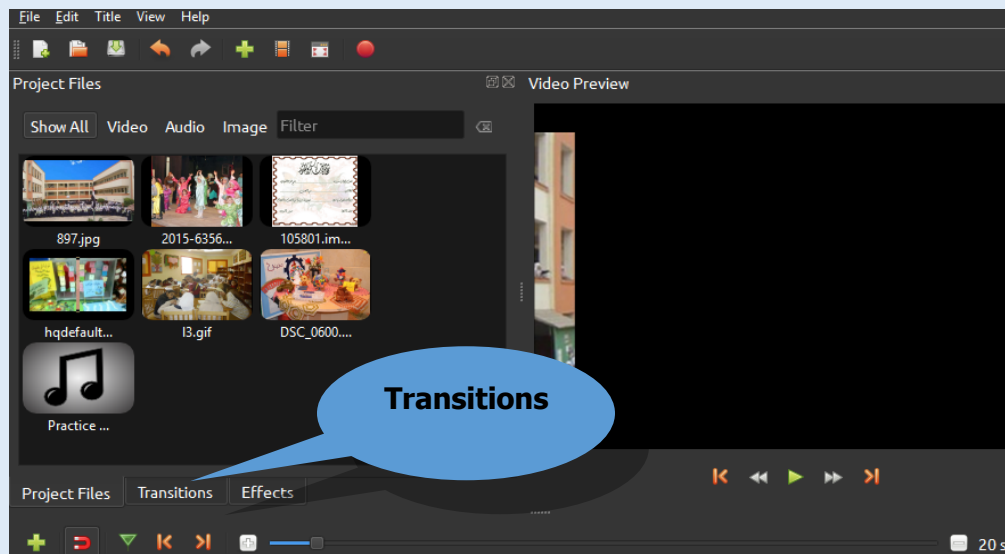 File Edit Title View Help
Project Files
Video Preview
Show All Video Audio Image Filter
897.jpg 2015-6356... 105801.im...
hqdefault... l3.gif DSC_0600....
Practice ...
Transitions
Project Files Transitions Effects
20 s